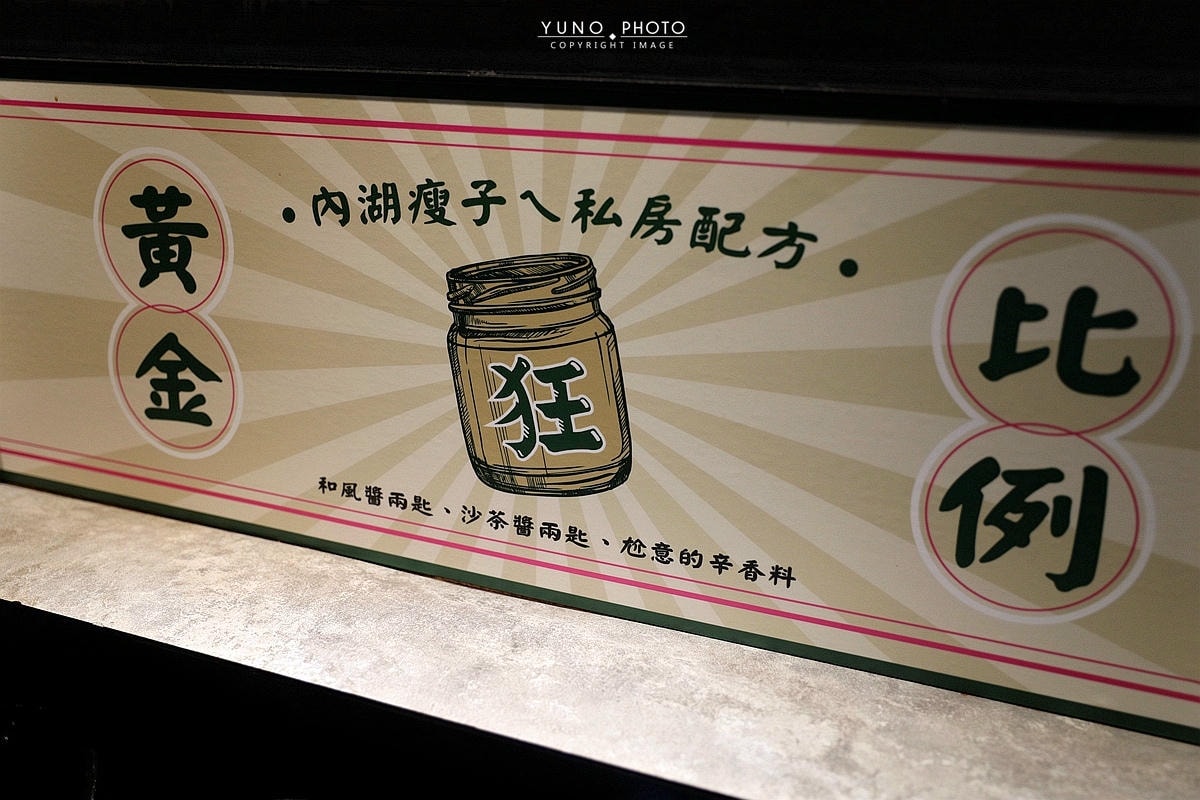 YUNO PHOTO
COPYRIGHT IMAGE
黃金
•內湖瘦子ㄟ私房配方•
狂
比例
和風醬兩匙、沙茶醬兩匙、尬意的辛香料